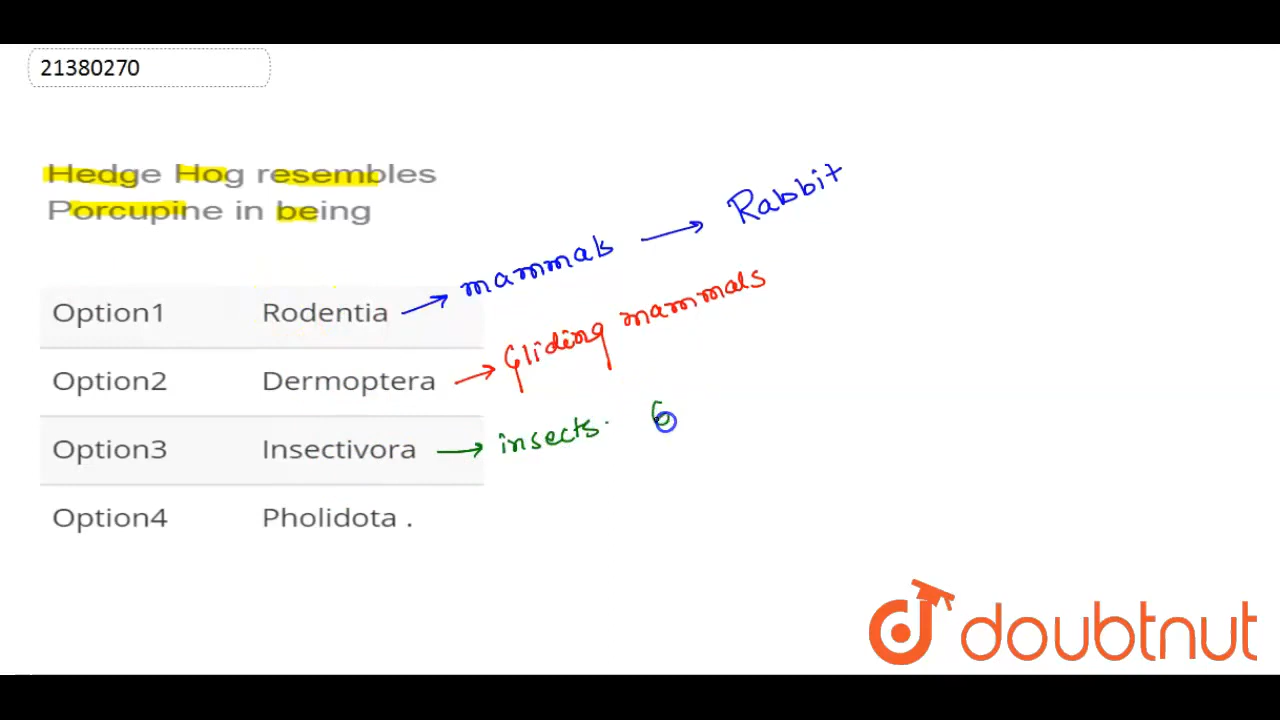 21380270
Hedge Hog resembles
Porcupine in being
Option1 Rodentia → mammals → Rabbit
Option2 Dermoptera → Gliding mammals
Option3 Insectivora → insects. 6
Option4 Pholidota .
doubtnut